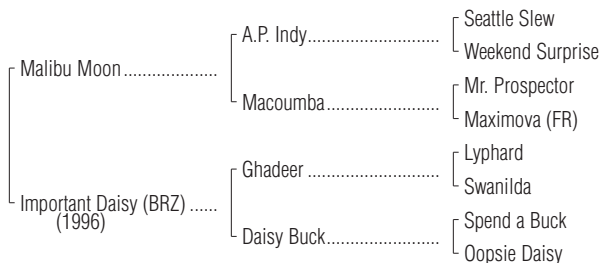 Seattle Slew
A.P. Indy..............................
Weekend Surprise
Malibu Moon....................
Mr. Prospector
Macoumba........................
Maximova (FR)
Lyphard
Ghadeer ............................
Swanilda
Important Daisy (BRZ) ......
(1996)
Spend a Buck
Daisy Buck........................
Oopsie Daisy